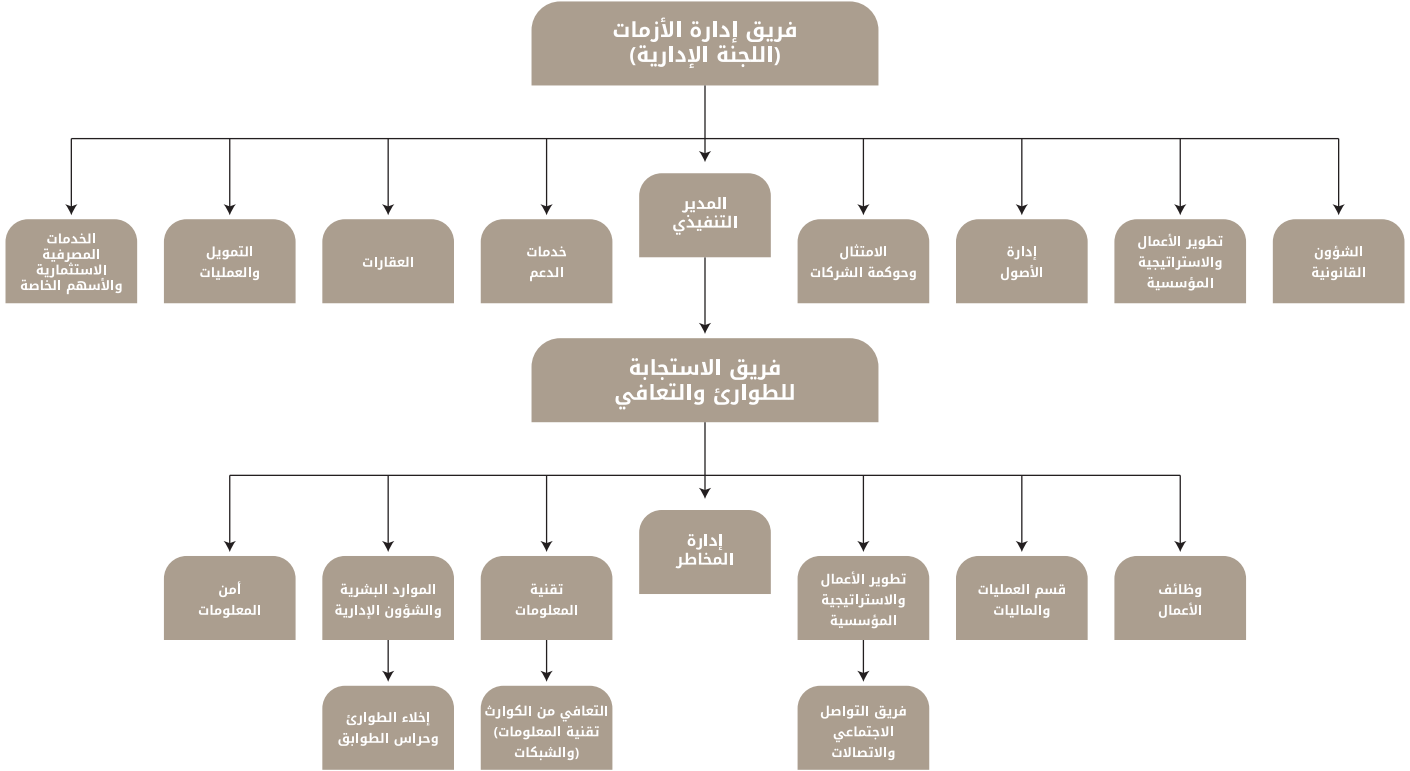 فريق إدارة الأزمات
(اللجنة الإدارية)
الشؤون
القانونية
تطوير الأعمال
والاستراتيجية
المؤسسية
إدارة
الأصول
الامتثال
وحوكمة الشركات
المدير
التنفيذي
خدمات
الدعم
العقارات
التمويل
والعمليات
الخدمات
المصرفية
الاستثمارية
والأسهم الخاصة
فريق الاستجابة
للطوارئ والتعافي
وظائف
الأعمال
قسم العمليات
والماليات
تطوير الأعمال
والاستراتيجية
المؤسسية
إدارة
المخاطر
تقنية
المعلومات
الموارد البشرية
والشؤون الإدارية
أمن
المعلومات
فريق التواصل
الاجتماعي
والاتصالات
التعافي من الكوارث
تقنية المعلومات)
(والشبكات
إخلاء الطوارئ
وحراس الطوابق